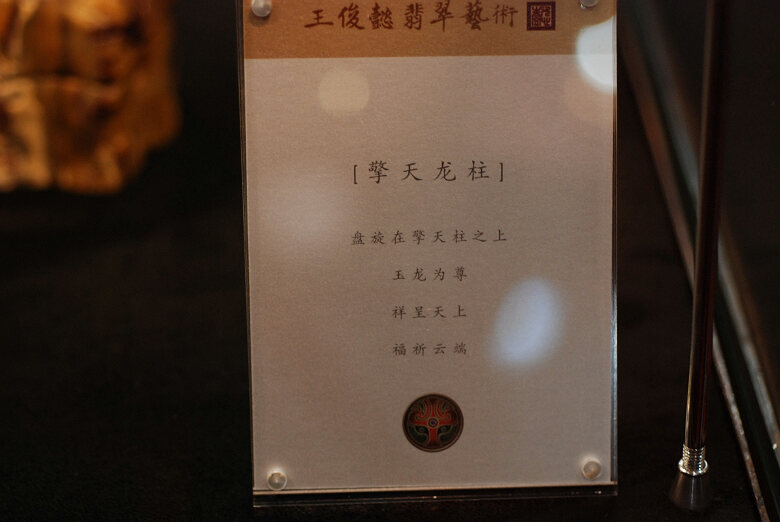 王俊懿翡翠藝術
[擎天龙柱]
盘旋在擎天柱之上
玉龙为尊
祥呈天上
福祈云端